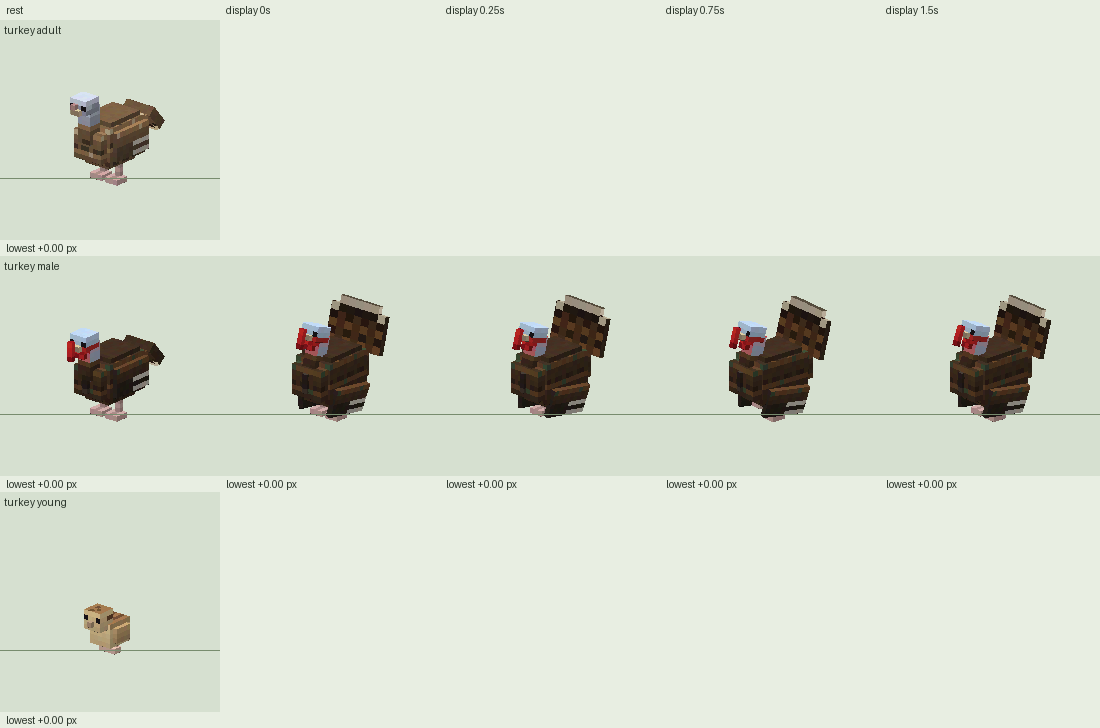 rest display 0s display 0.25s display 0.75s display 1.5s
turkey adult
lowest +0.00 px
turkey male
lowest +0.00 px lowest +0.00 px lowest +0.00 px lowest +0.00 px lowest +0.00 px
turkey young
lowest +0.00 px